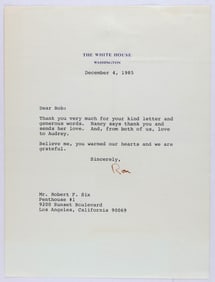 THE WHITE HOUSE
WASHINGTON
December 4, 1985
Dear Bob:
Thank you very much for your kind letter and
generous words. Nancy says thank you and
sends her love. And, from both of us, love
to Audrey.
Believe me, you warmed our hearts and we are
grateful.
Sincerely,
Ron
Mr. Robert F. Six
Penthouse #1
9200 Sunset Boulevard
Los Angeles, California 90069